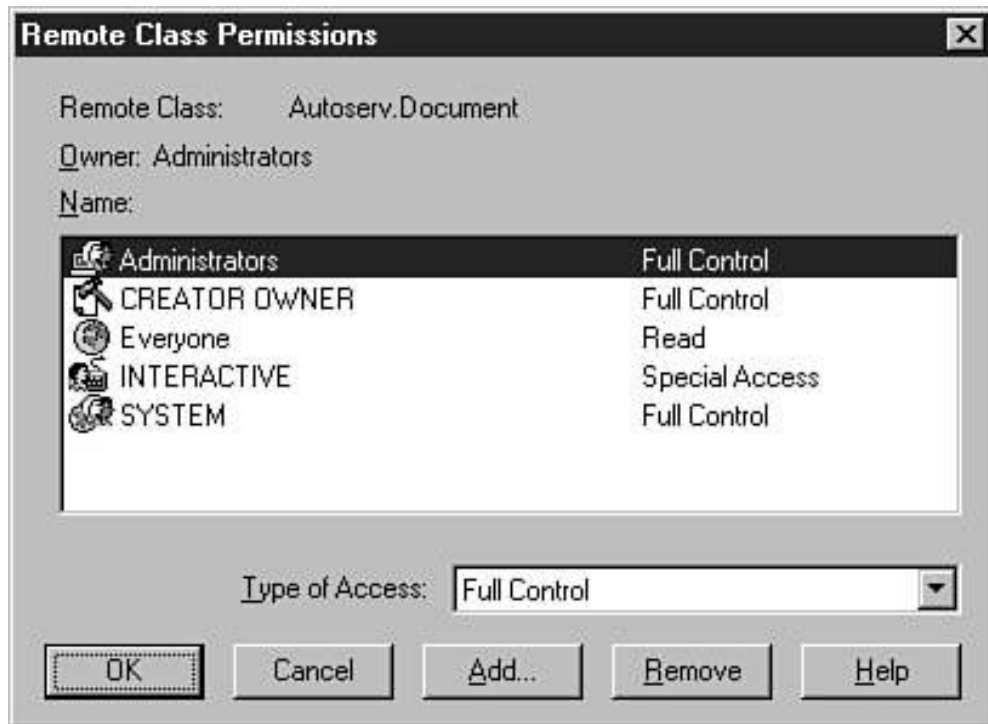 Remote Class Permissions
Remote Class: Autoserv.Document
Owner: Administrators
Name:
Administrators Full Control
CREATOR OWNER Full Control
Everyone Read
INTERACTIVE Special Access
SYSTEM Full Control
Type of Access: Full Control
OK Cancel Add... Remove Help